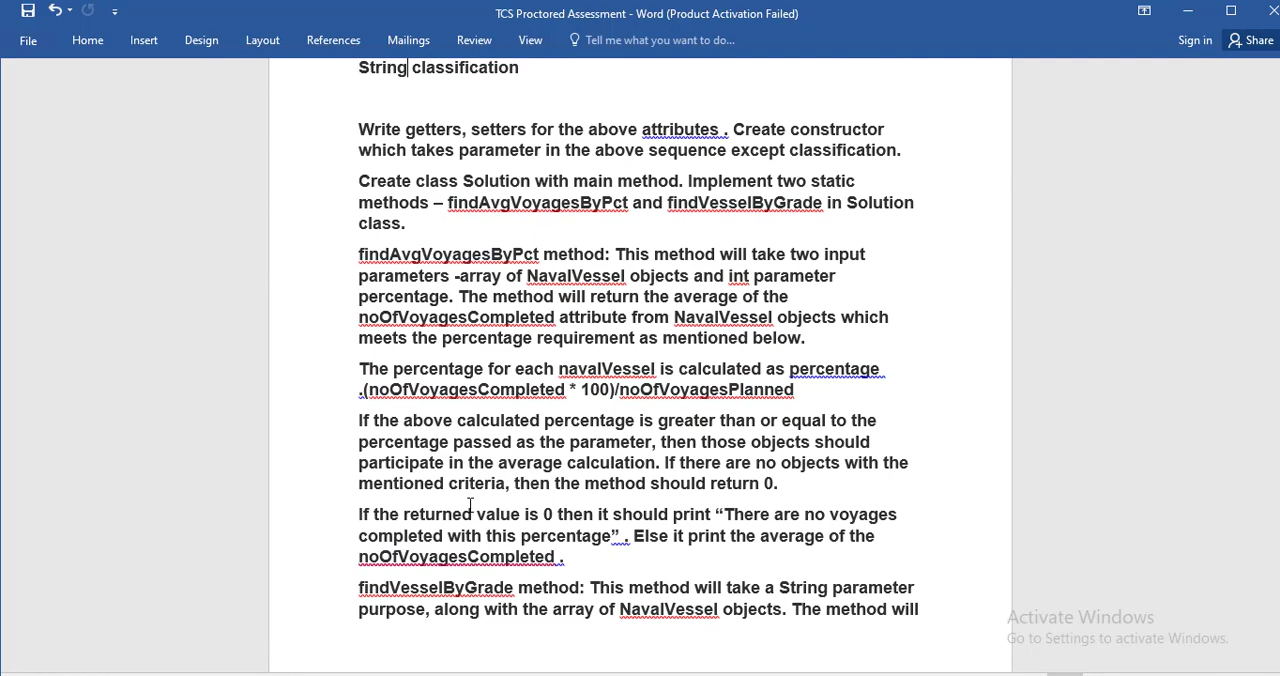 TCS Proctored Assessment - Word (Product Activation Failed)
File Home Insert Design Layout References Mailings Review View Tell me what you want to do... Sign in Share
String classification
Write getters, setters for the above attributes . Create constructor
which takes parameter in the above sequence except classification.
Create class Solution with main method. Implement two static
methods – findAvgVoyagesByPct and findVesselByGrade in Solution
class.
findAvgVoyagesByPct method: This method will take two input
parameters -array of NavalVessel objects and int parameter
percentage. The method will return the average of the
noOfVoyagesCompleted attribute from NavalVessel objects which
meets the percentage requirement as mentioned below.
The percentage for each navalVessel is calculated as percentage
.(noOfVoyagesCompleted * 100)/noOfVoyagesPlanned
If the above calculated percentage is greater than or equal to the
percentage passed as the parameter, then those objects should
participate in the average calculation. If there are no objects with the
mentioned criteria, then the method should return 0.
If the returned value is 0 then it should print “There are no voyages
completed with this percentage” . Else it print the average of the
noOfVoyagesCompleted .
findVesselByGrade method: This method will take a String parameter
purpose, along with the array of NavalVessel objects. The method will
Activate Windows
Go to Settings to activate Windows.